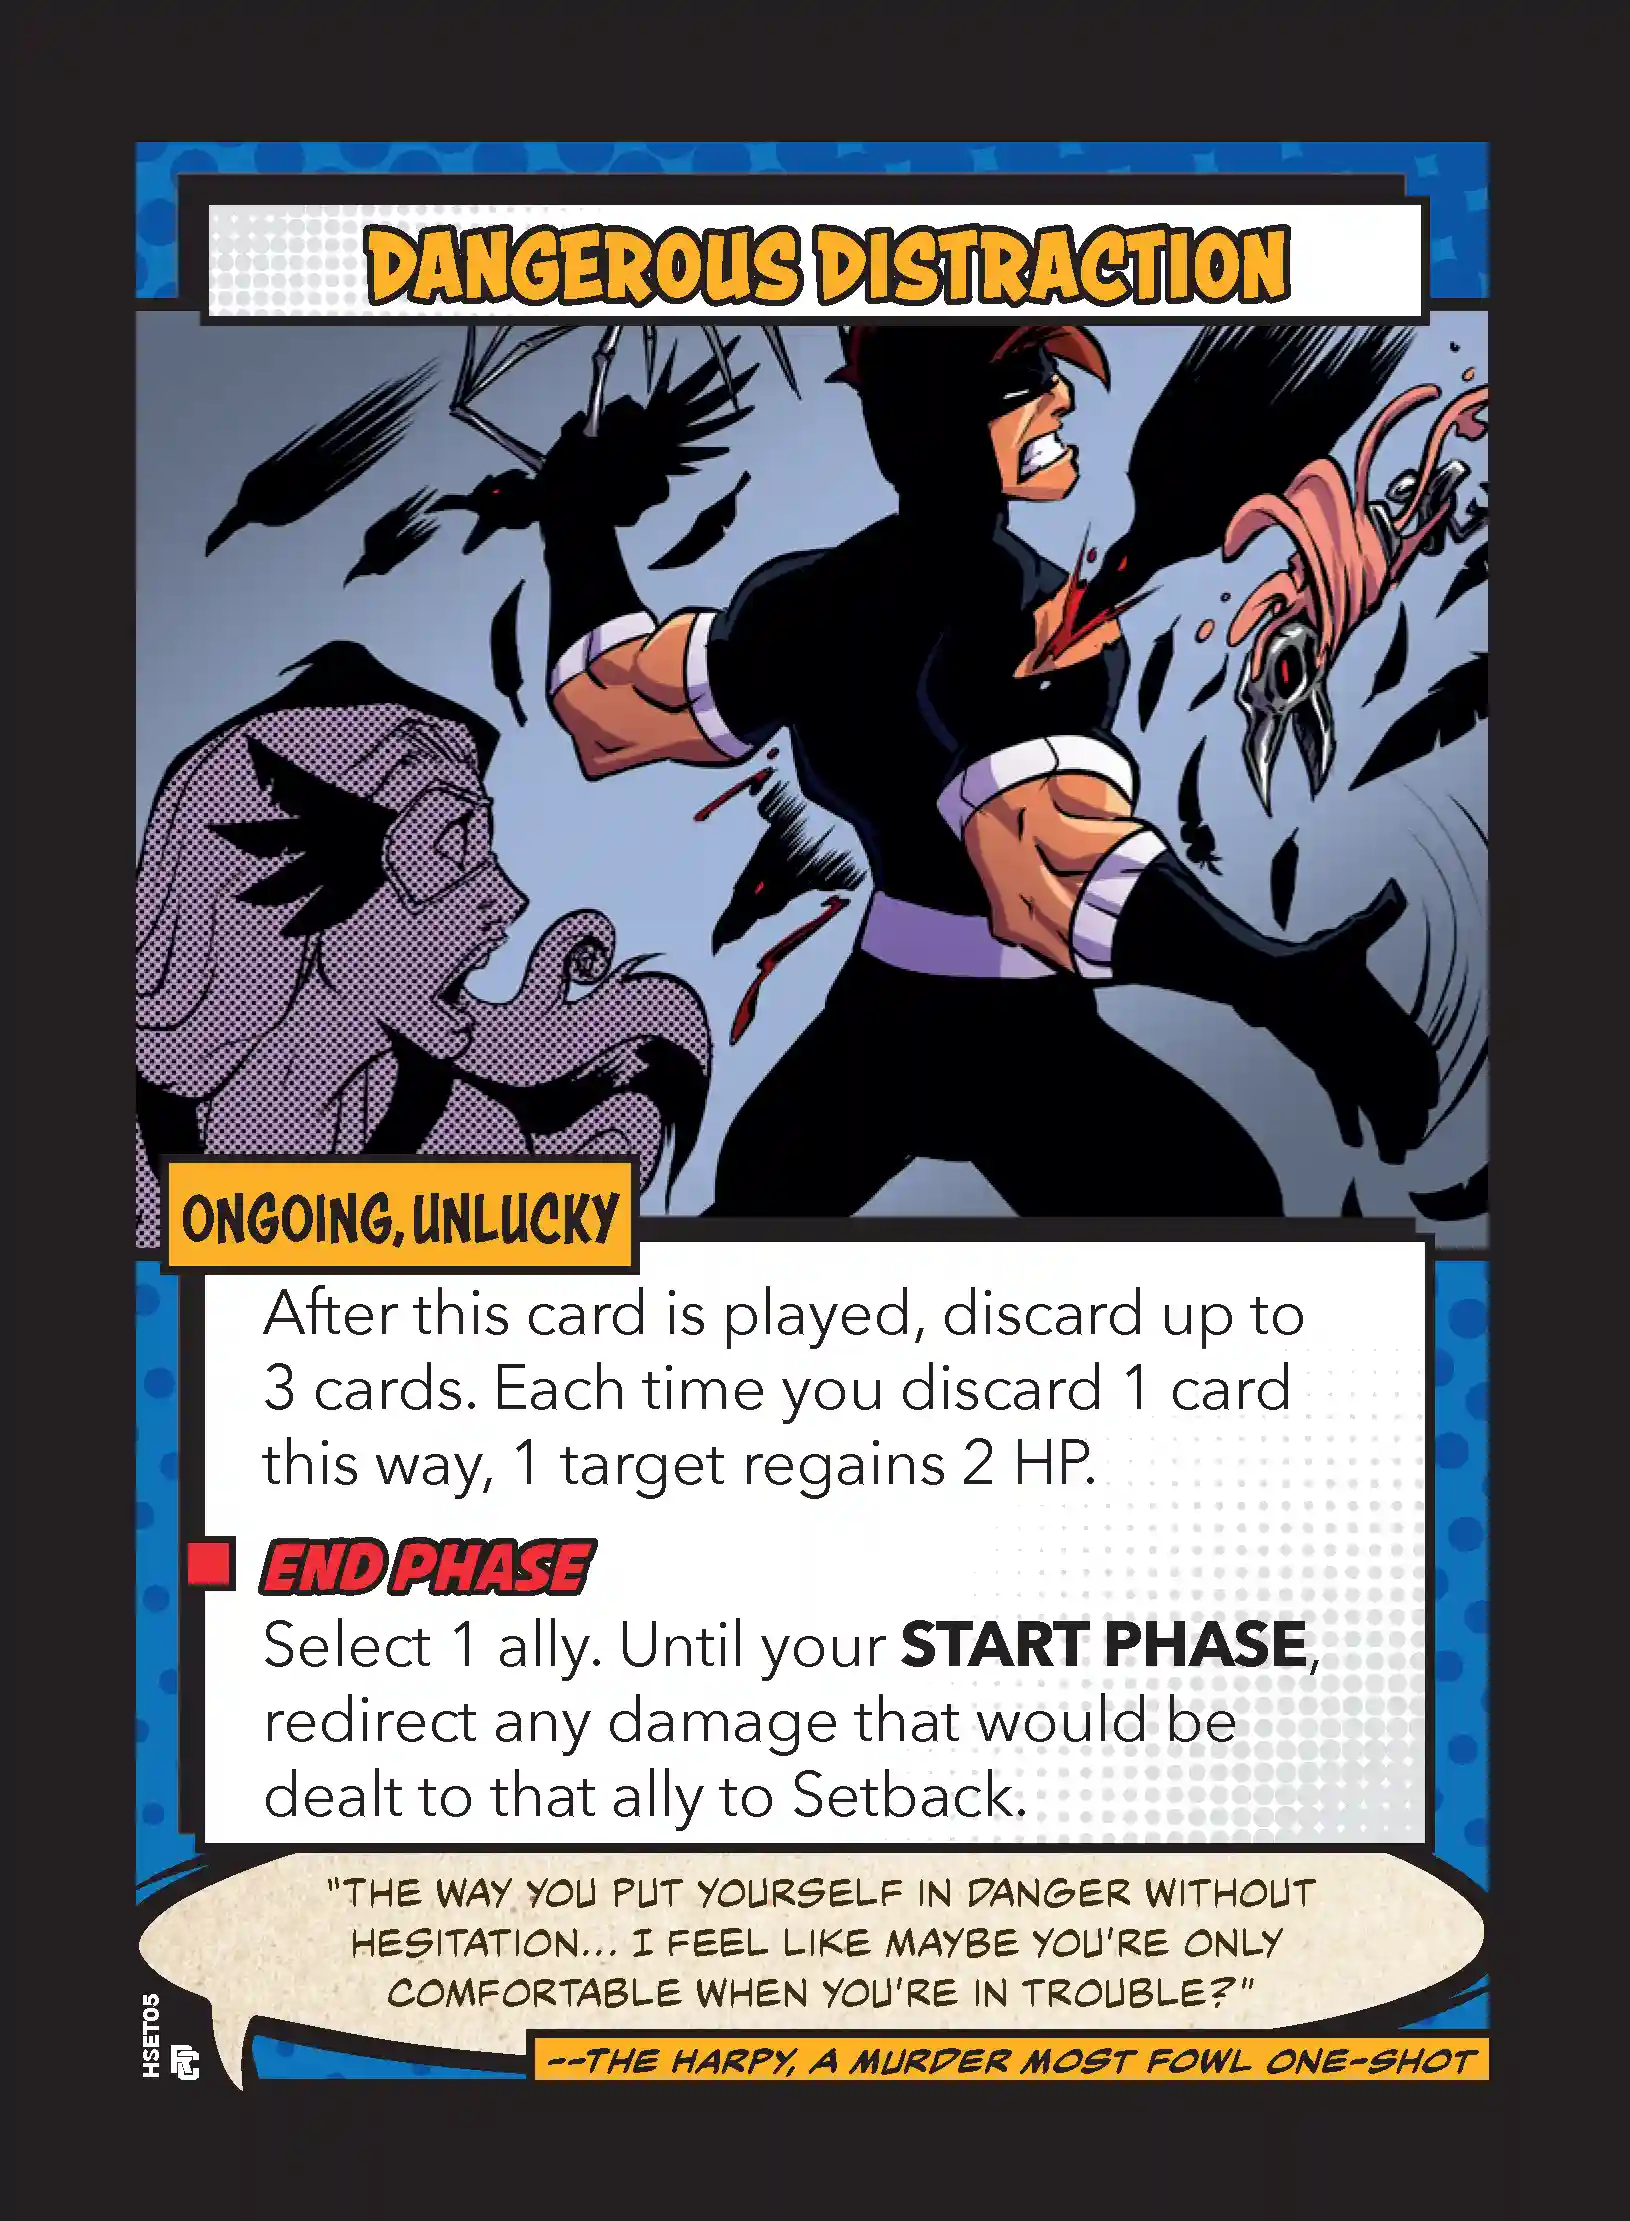 DANGEROUS DISTRACTION
ONGOING, UNLUCKY
After this card is played, discard up to
3 cards. Each time you discard 1 card
this way, 1 target regains 2 HP.
END PHASE
Select 1 ally. Until your START PHASE,
redirect any damage that would be
dealt to that ally to Setback.
"THE WAY YOU PUT YOURSELF IN DANGER WITHOUT
HESITATION... I FEEL LIKE MAYBE YOU'RE ONLY
COMFORTABLE WHEN YOU'RE IN TROUBLE?"
--THE HARPY, A MURDER MOST FOWL ONE-SHOT
HSET05